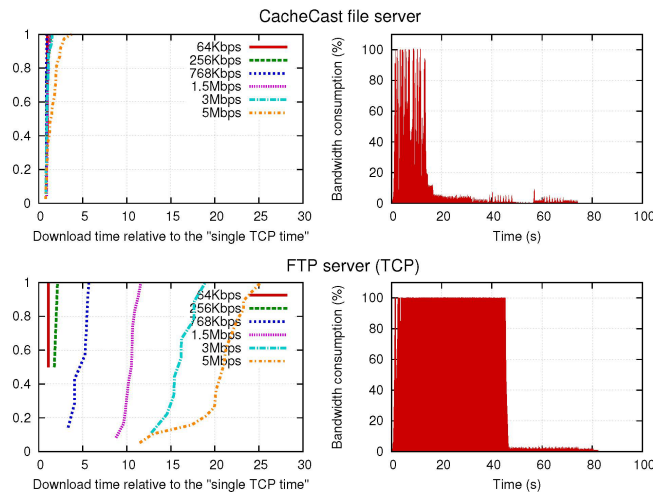 CacheCast file server
1
0.8
0.6
0.4
0.2
0
0 5 10 15 20 25 30
64Kbps
256Kbps
768Kbps
1.5Mbps
3Mbps
5Mbps
Download time relative to the "single TCP time"
Bandwidth consumption (%)
100
80
60
40
20
0
0 20 40 60 80 100
Time (s)
FTP server (TCP)
1
0.8
0.6
0.4
0.2
0
0 5 10 15 20 25 30
64Kbps
256Kbps
768Kbps
1.5Mbps
3Mbps
5Mbps
Download time relative to the "single TCP time"
Bandwidth consumption (%)
100
80
60
40
20
0
0 20 40 60 80 100
Time (s)